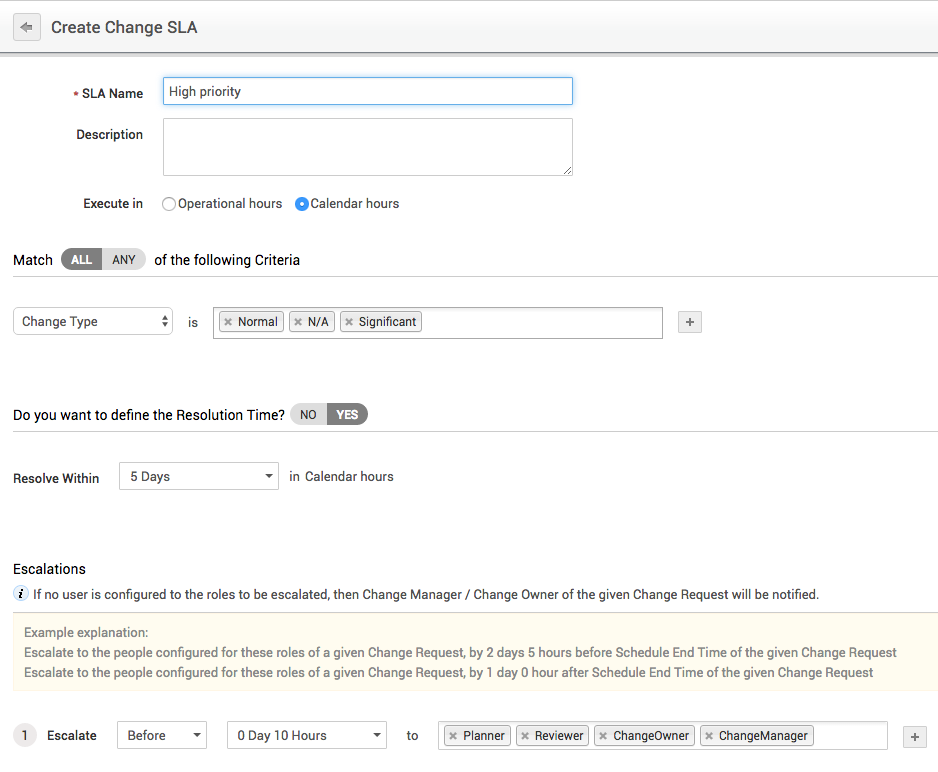 Create Change SLA
* SLA Name High priority
Description
Execute in Operational hours Calendar hours
Match ALL ANY of the following Criteria
Change Type is × Normal × N/A × Significant +
Do you want to define the Resolution Time? NO YES
Resolve Within 5 Days in Calendar hours
Escalations
i If no user is configured to the roles to be escalated, then Change Manager / Change Owner of the given Change Request will be notified.
Example explanation:
Escalate to the people configured for these roles of a given Change Request, by 2 days 5 hours before Schedule End Time of the given Change Request
Escalate to the people configured for these roles of a given Change Request, by 1 day 0 hour after Schedule End Time of the given Change Request
1 Escalate Before 0 Day 10 Hours to × Planner × Reviewer × ChangeOwner × ChangeManager +